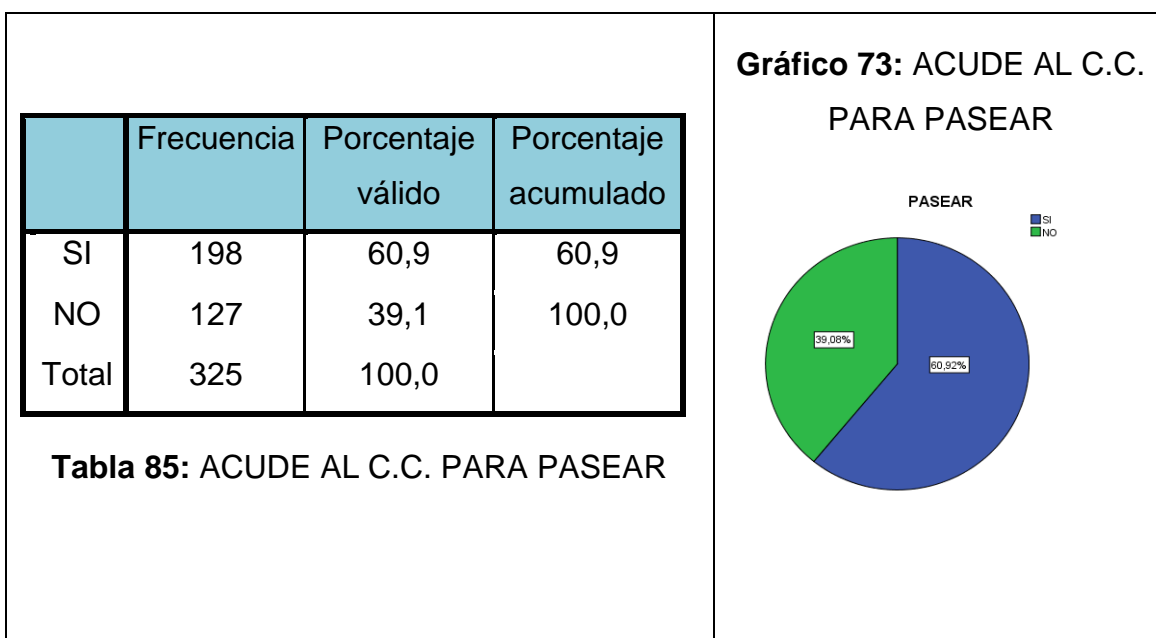 Frecuencia Porcentaje válido Porcentaje acumulado
SI 198 60,9 60,9
NO 127 39,1 100,0
Total 325 100,0
Tabla 85: ACUDE AL C.C. PARA PASEAR
Gráfico 73: ACUDE AL C.C.
PARA PASEAR
PASEAR
SI
NO
39,08%
60,92%